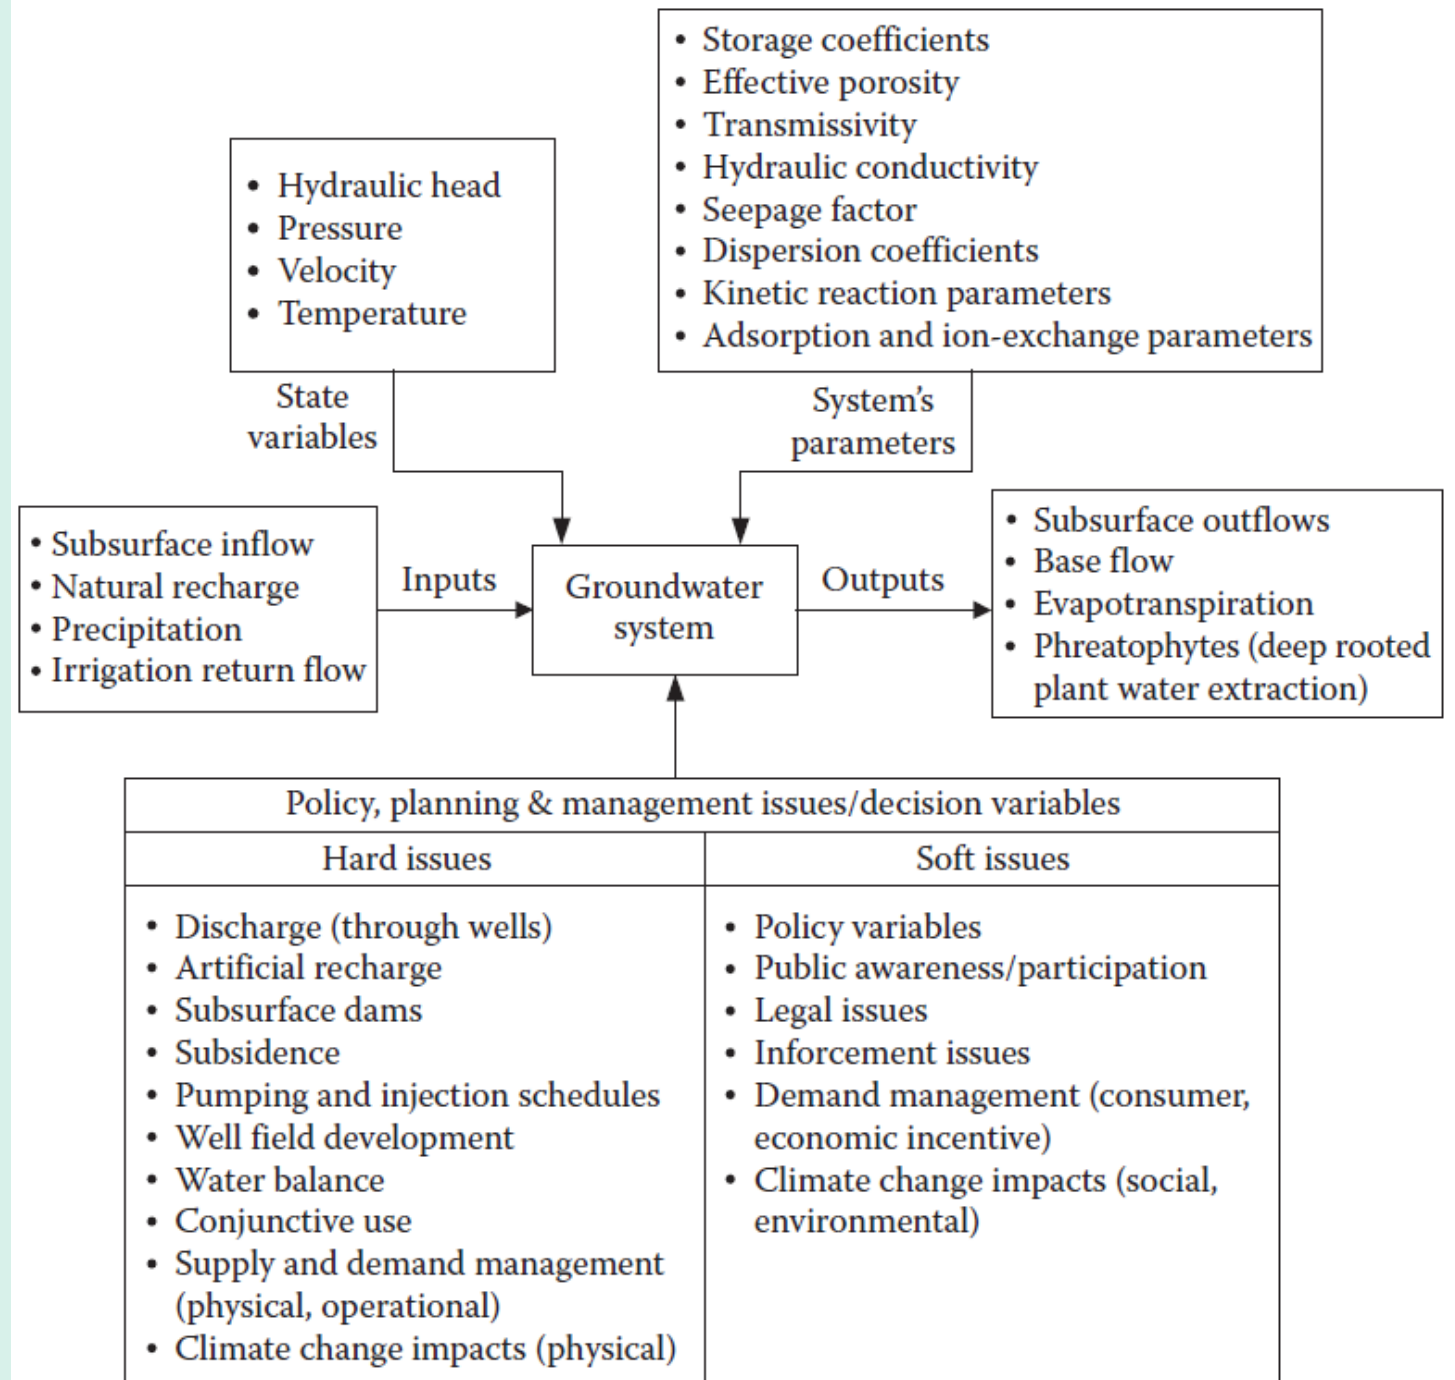 • Storage coefficients
• Effective porosity
• Transmissivity
• Hydraulic conductivity
• Seepage factor
• Dispersion coefficients
• Kinetic reaction parameters
• Adsorption and ion-exchange parameters
• Hydraulic head
• Pressure
• Velocity
• Temperature
State
variables
System's
parameters
• Subsurface inflow
• Natural recharge
• Precipitation
• Irrigation return flow
Inputs
Groundwater
system
Outputs
• Subsurface outflows
• Base flow
• Evapotranspiration
• Phreatophytes (deep rooted
plant water extraction)
Policy, planning & management issues/decision variables
Hard issues
• Discharge (through wells)
• Artificial recharge
• Subsurface dams
• Subsidence
• Pumping and injection schedules
• Well field development
• Water balance
• Conjunctive use
• Supply and demand management
(physical, operational)
• Climate change impacts (physical)
Soft issues
• Policy variables
• Public awareness/participation
• Legal issues
• Inforcement issues
• Demand management (consumer,
economic incentive)
• Climate change impacts (social,
environmental)